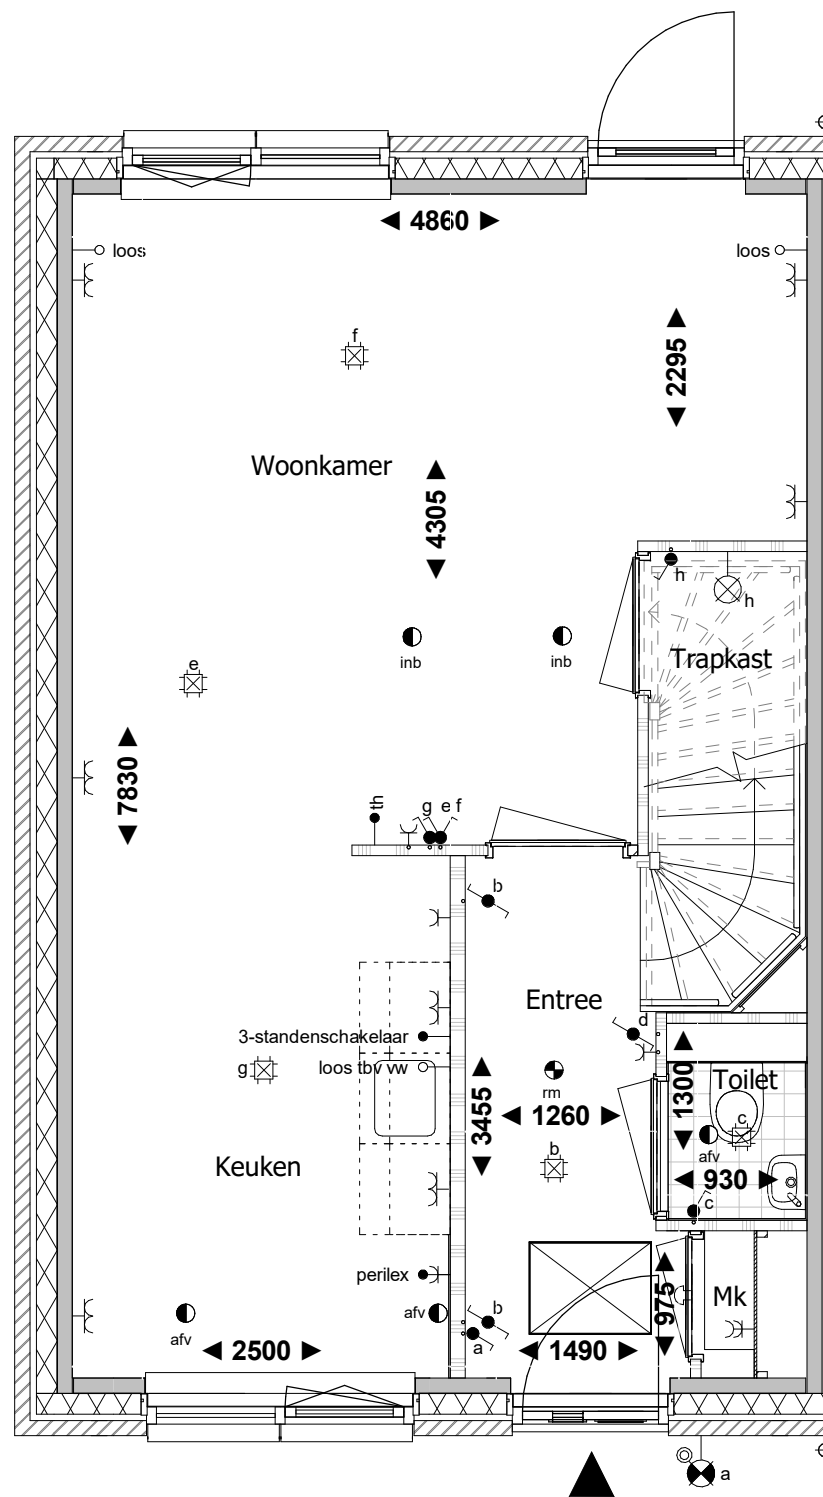 4860
loos
loos
f
2295
Woonkamer
4305
h
h
Trapkast
inb
inb
e
7830
th
g
e f
b
Entree
d
3-standenschakelaar
g
loos tbv vw
rm
3455
1260
1300
Toilet
c
afv
b
Keuken
930
c
perilex
afv
afv
b
a
975
Mk
2500
1490
a